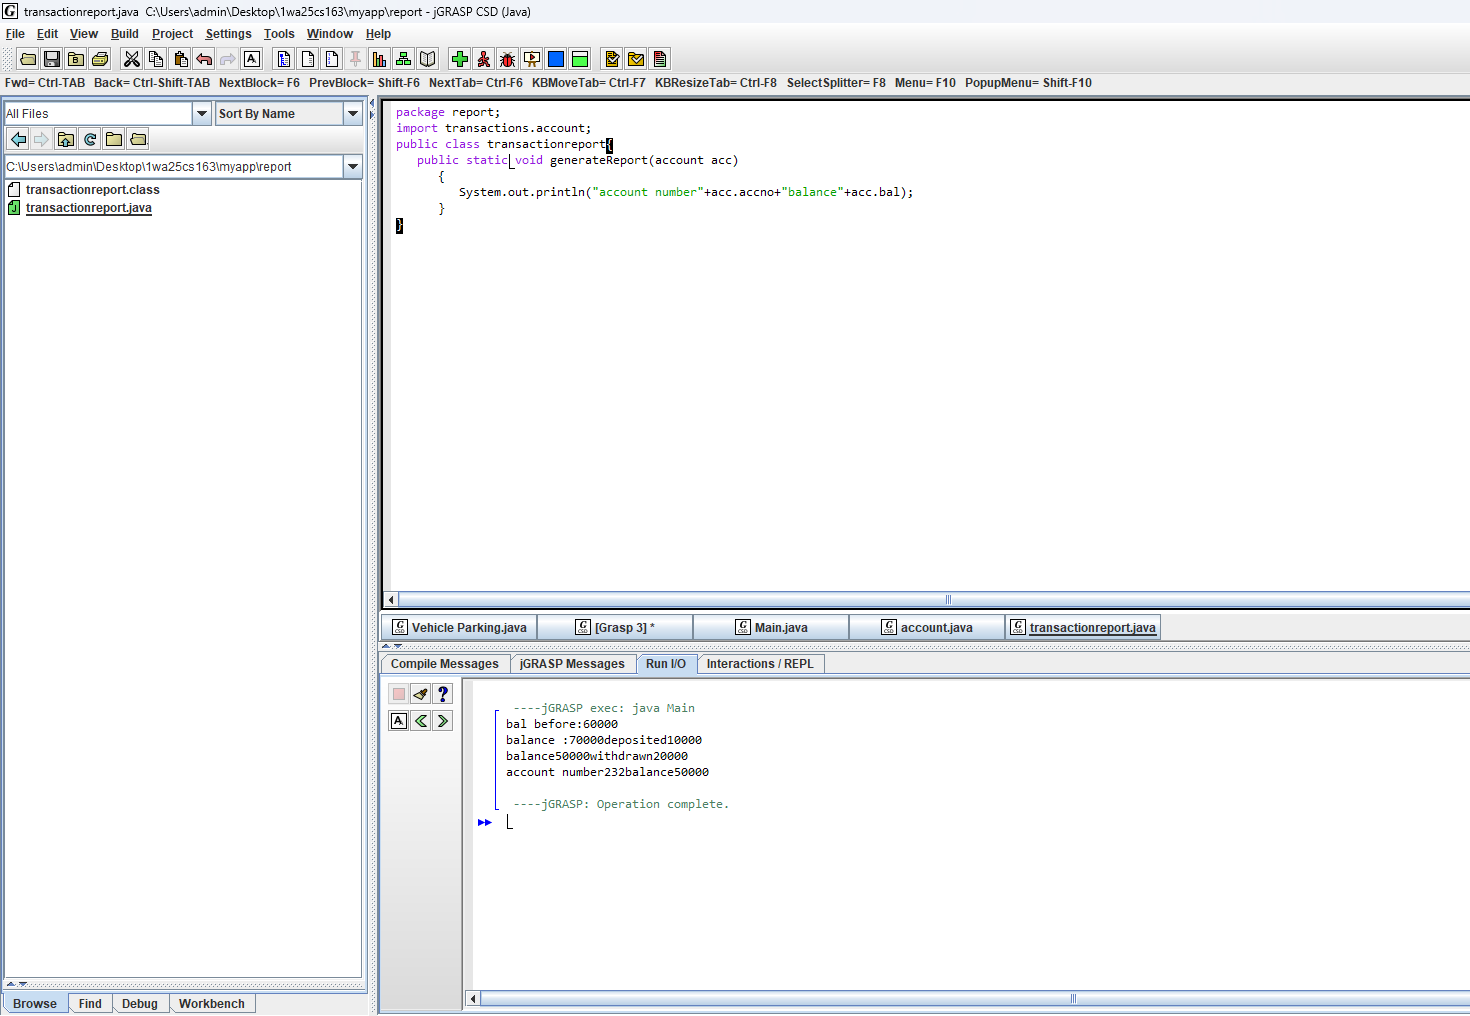 transactionreport.java  C:\Users\admin\Desktop\1wa25cs163\myapp\report - jGRASP CSD (Java)
File Edit View Build Project Settings Tools Window Help
Fwd= Ctrl-TAB Back= Ctrl-Shift-TAB NextBlock= F6 PrevBlock= Shift-F6 NextTab= Ctrl-F6 KBMoveTab= Ctrl-F7 KBResizeTab= Ctrl-F8 SelectSplitter= F8 Menu= F10 PopupMenu= Shift-F10
All Files Sort By Name
C:\Users\admin\Desktop\1wa25cs163\myapp\report
transactionreport.class
transactionreport.java
package report;
import transactions.account;
public class transactionreport{
public static void generateReport(account acc)
{
System.out.println("account number"+acc.accno+"balance"+acc.bal);
}
}
Vehicle Parking.java [Grasp 3] * Main.java account.java transactionreport.java
Compile Messages jGRASP Messages Run I/O Interactions / REPL
----jGRASP exec: java Main
bal before:60000
balance :70000deposited10000
balance50000withdrawn20000
account number232balance50000
----jGRASP: Operation complete.
Browse Find Debug Workbench